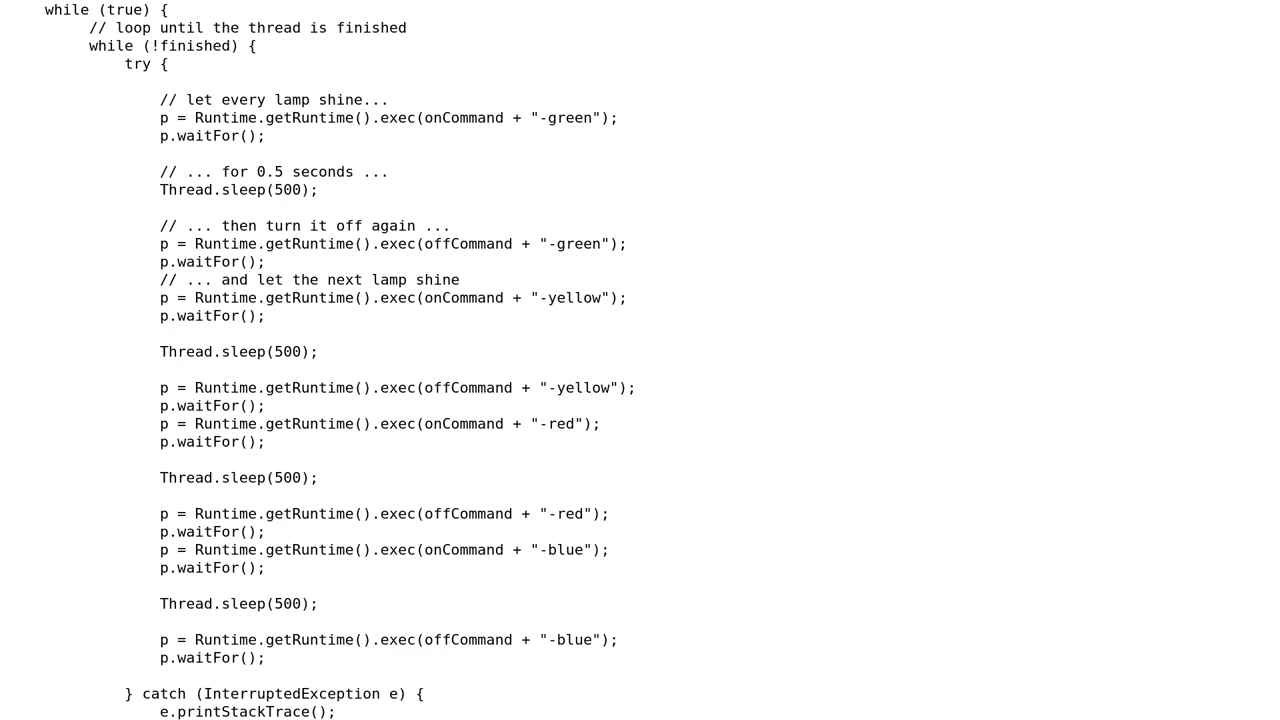 while (true) {
// loop until the thread is finished
while (!finished) {
try {
// let every lamp shine...
p = Runtime.getRuntime().exec(onCommand + "-green");
p.waitFor();
// ... for 0.5 seconds ...
Thread.sleep(500);
// ... then turn it off again ...
p = Runtime.getRuntime().exec(offCommand + "-green");
p.waitFor();
// ... and let the next lamp shine
p = Runtime.getRuntime().exec(onCommand + "-yellow");
p.waitFor();
Thread.sleep(500);
p = Runtime.getRuntime().exec(offCommand + "-yellow");
p.waitFor();
p = Runtime.getRuntime().exec(onCommand + "-red");
p.waitFor();
Thread.sleep(500);
p = Runtime.getRuntime().exec(offCommand + "-red");
p.waitFor();
p = Runtime.getRuntime().exec(onCommand + "-blue");
p.waitFor();
Thread.sleep(500);
p = Runtime.getRuntime().exec(offCommand + "-blue");
p.waitFor();
} catch (InterruptedException e) {
e.printStackTrace();